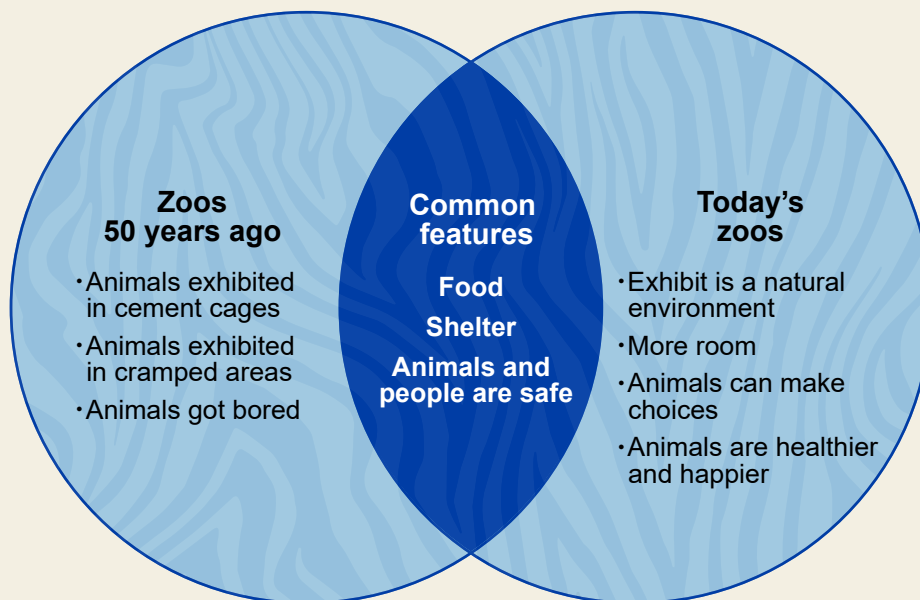 Zoos
50 years ago
·Animals exhibited
in cement cages
·Animals exhibited
in cramped areas
·Animals got bored
Common
features
Food
Shelter
Animals and
people are safe
Today’s
zoos
·Exhibit is a natural
environment
·More room
·Animals can make
choices
·Animals are healthier
and happier